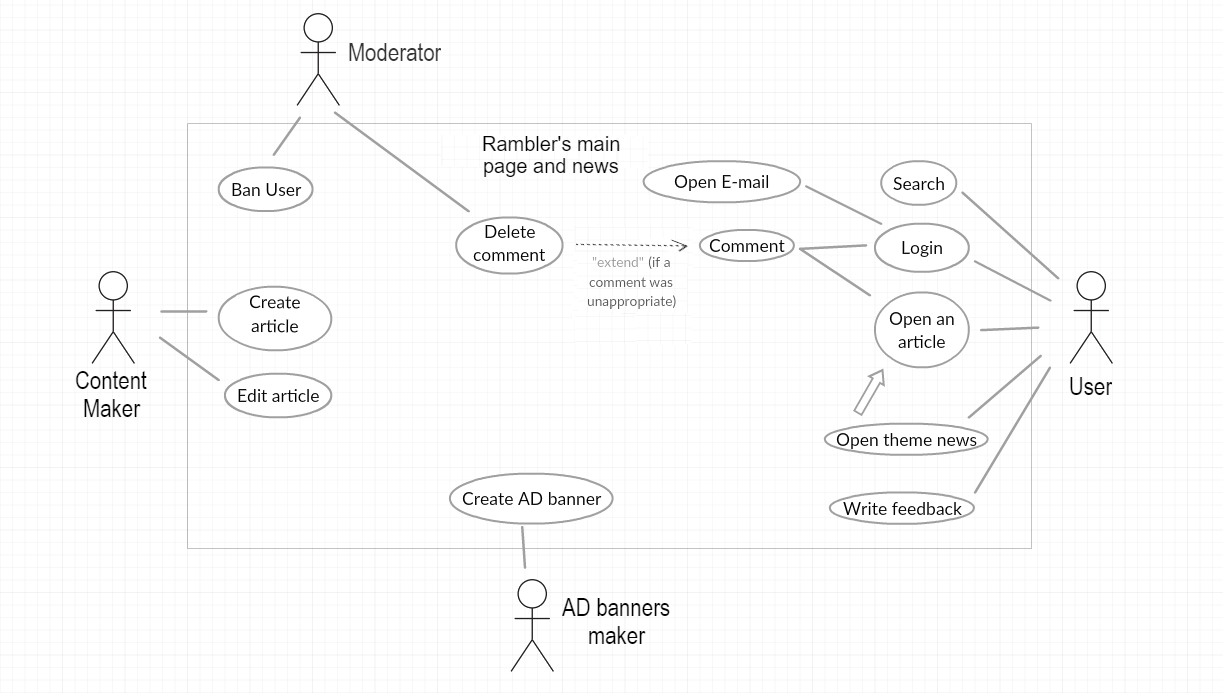 Moderator
Rambler's main
page and news
Ban User
Open E-mail
Search
Delete
comment
Comment
Login
"extend" (if a
comment was
unappropriate)
Create
article
Open an
article
Content
Maker
Edit article
User
Open theme news
Create AD banner
Write feedback
AD banners
maker